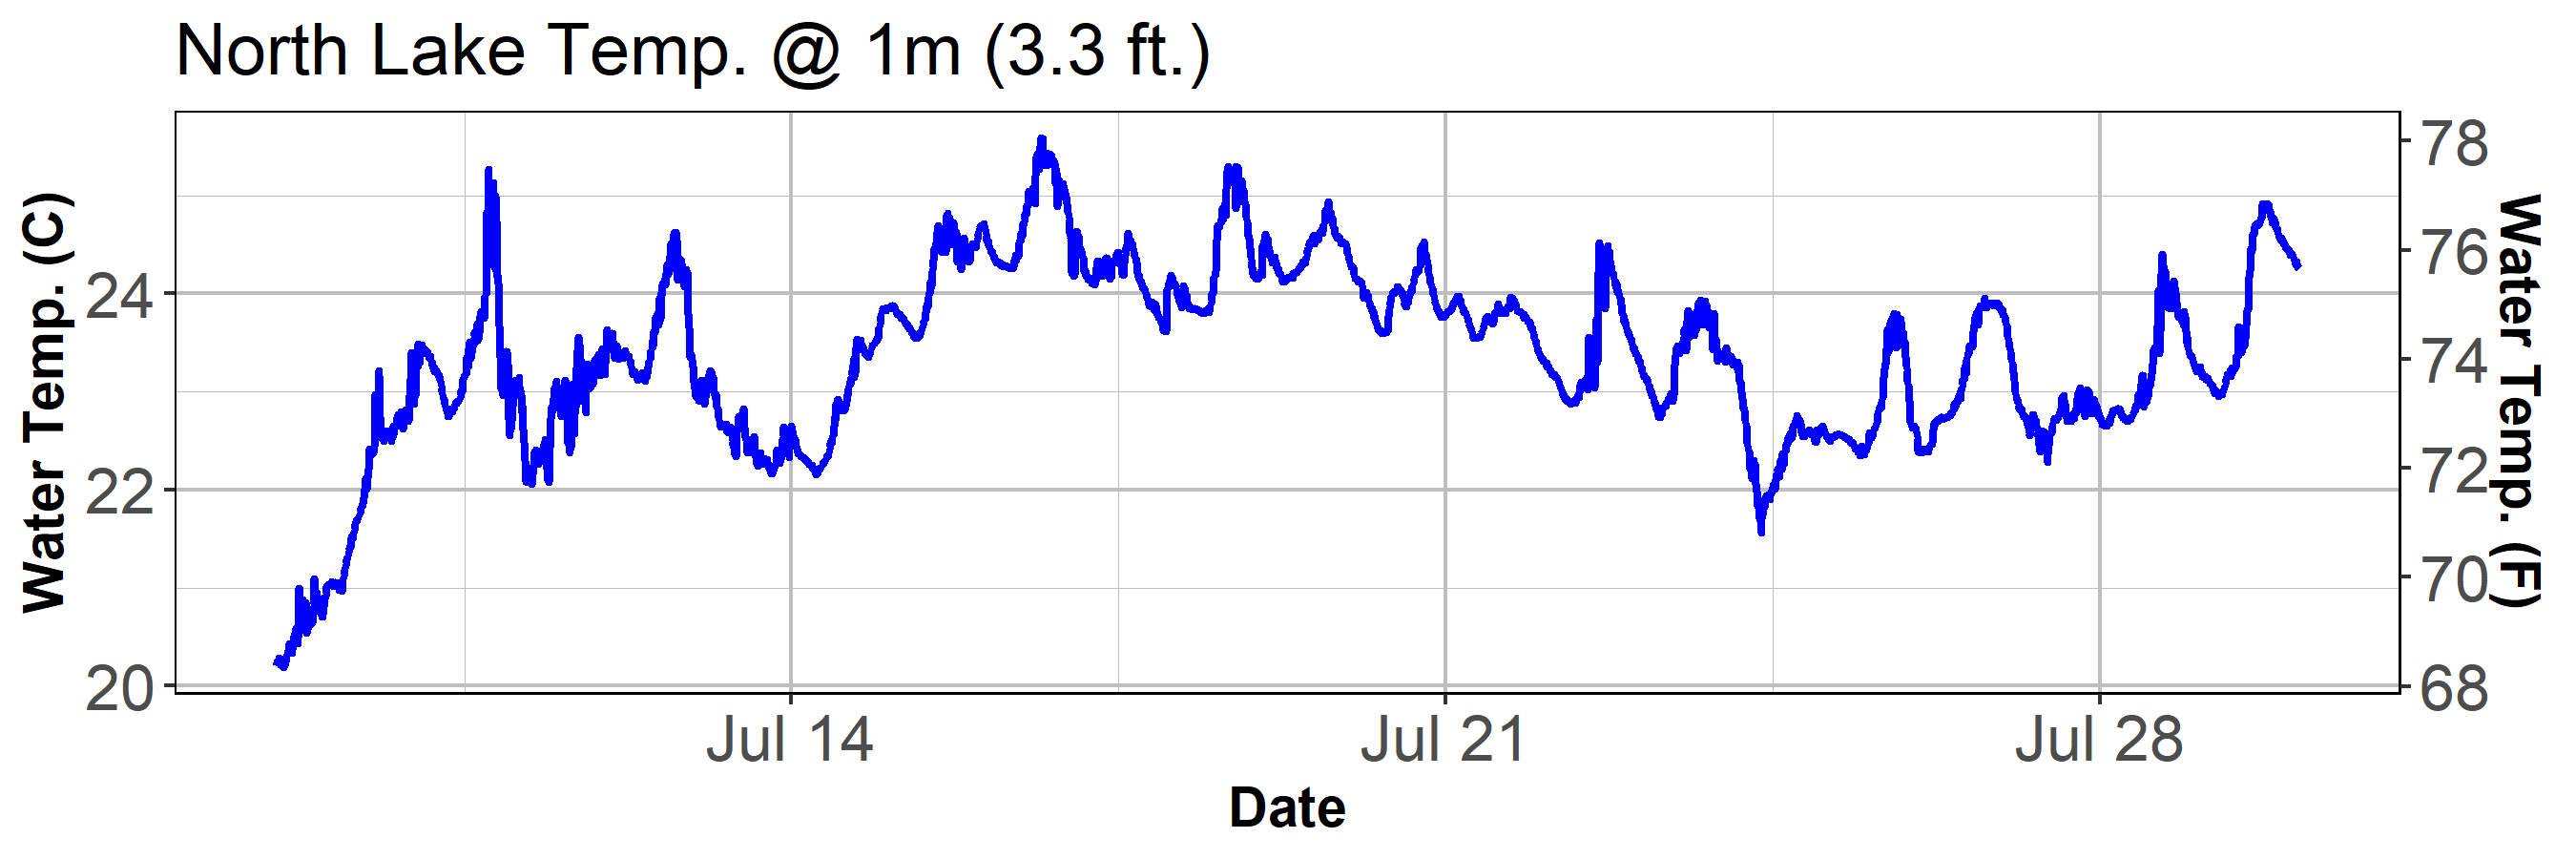 North Lake Temp. @ 1m (3.3 ft.)
Water Temp. (C)
24
22
20
78
76
74
72
70
68
Water Temp. (F)
Jul 14
Jul 21
Jul 28
Date